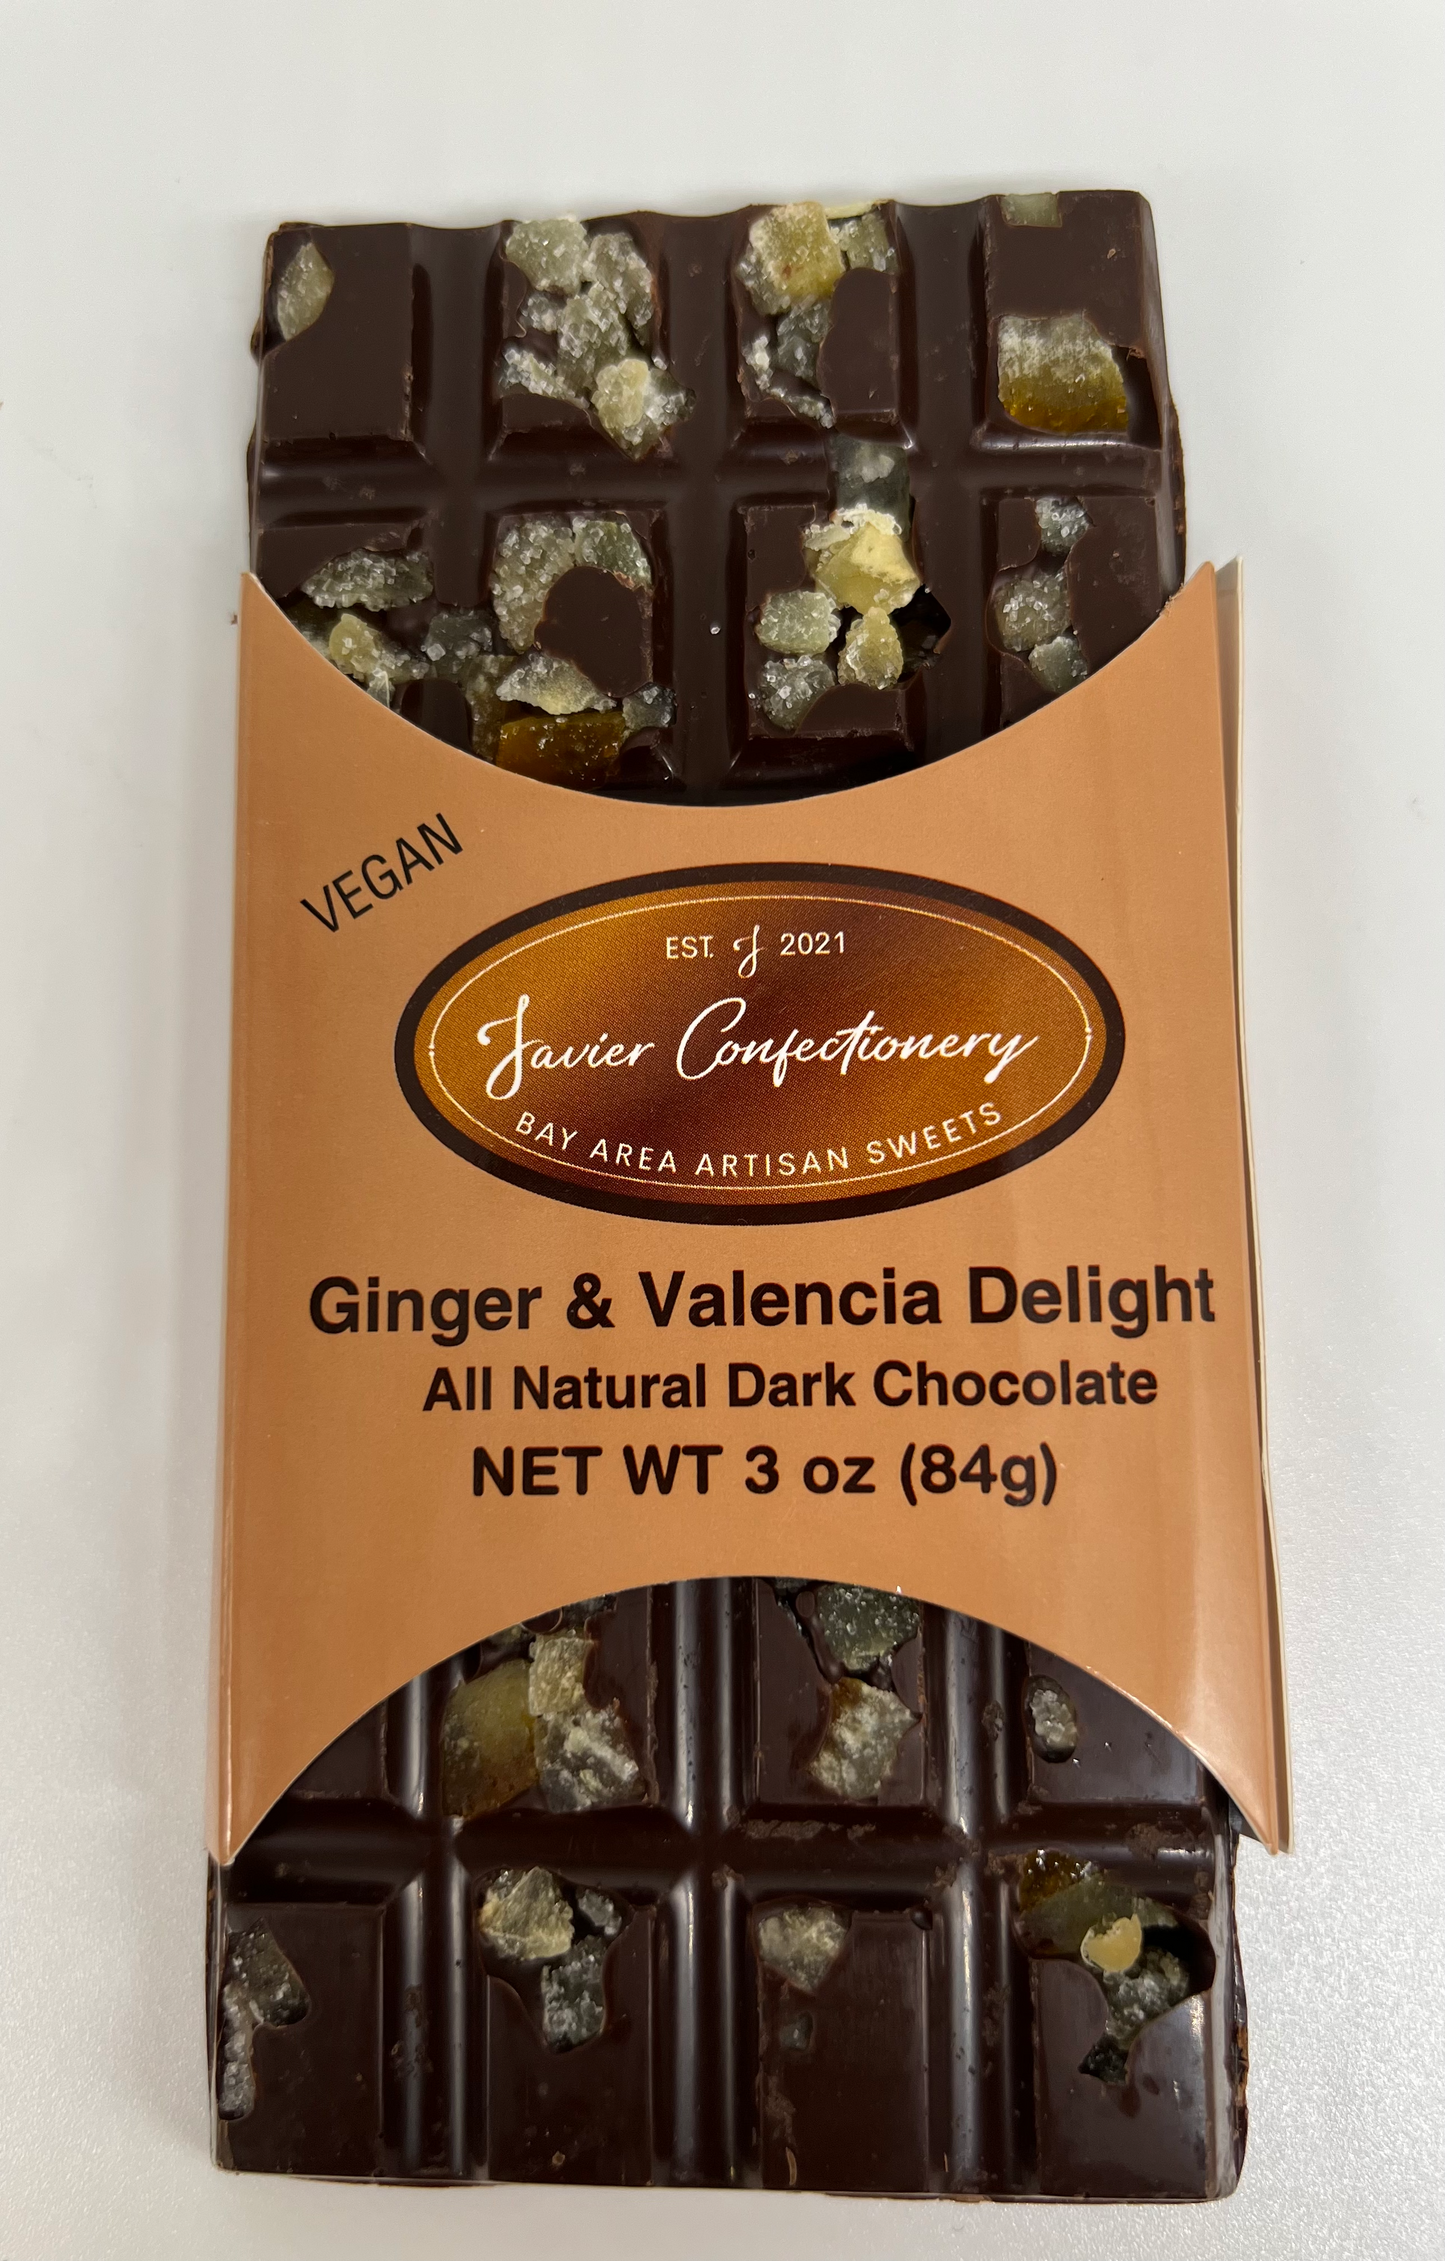 VEGAN
EST. J 2021
Javier Confectionery
BAY AREA ARTISAN SWEETS
Ginger & Valencia Delight
All Natural Dark Chocolate
NET WT 3 oz (84g)